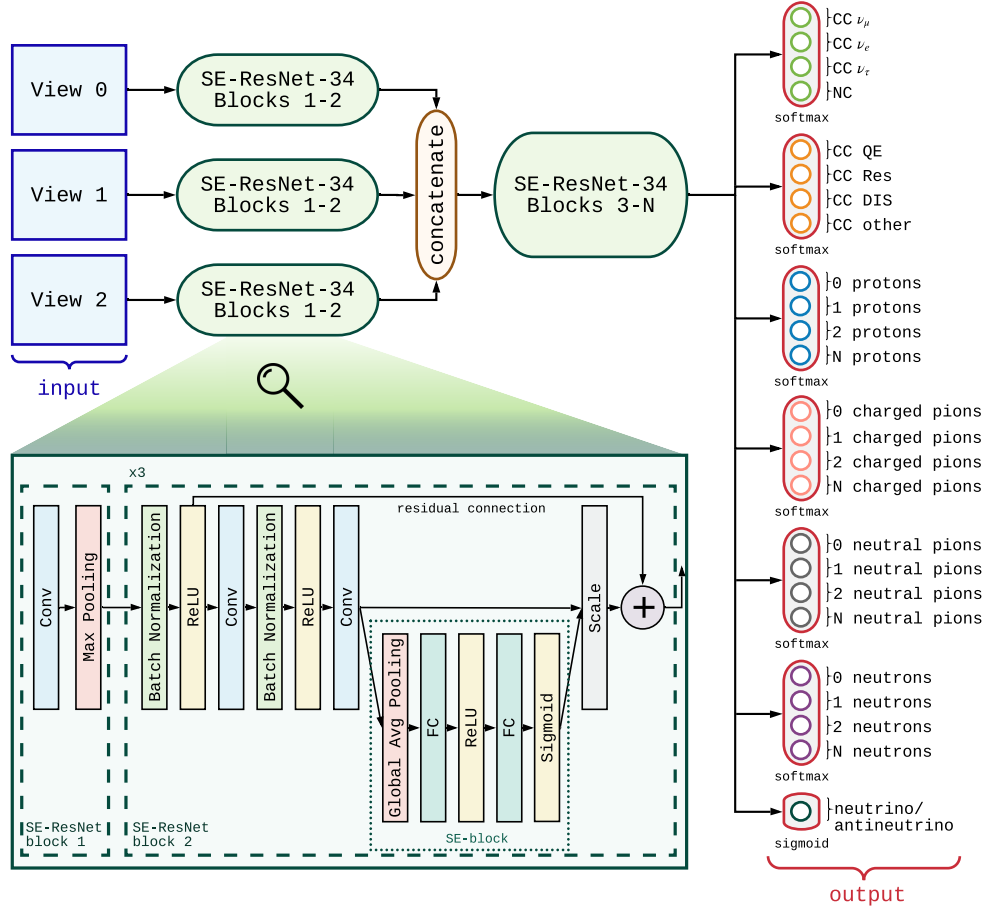 View 0
SE-ResNet-34
Blocks 1-2
View 1
SE-ResNet-34
Blocks 1-2
View 2
SE-ResNet-34
Blocks 1-2
input
concatenate
SE-ResNet-34
Blocks 3-N
x3
residual connection
Conv
Max Pooling
Batch Normalization
ReLU
Conv
Batch Normalization
ReLU
Conv
Global Avg Pooling
FC
ReLU
FC
Sigmoid
Scale
+
SE-block
SE-ResNet
block 1
SE-ResNet
block 2
CC νμ
CC νe
CC ντ
NC
softmax
CC QE
CC Res
CC DIS
CC other
softmax
0 protons
1 protons
2 protons
N protons
softmax
0 charged pions
1 charged pions
2 charged pions
N charged pions
softmax
0 neutral pions
1 neutral pions
2 neutral pions
N neutral pions
softmax
0 neutrons
1 neutrons
2 neutrons
N neutrons
softmax
neutrino/
antineutrino
sigmoid
output